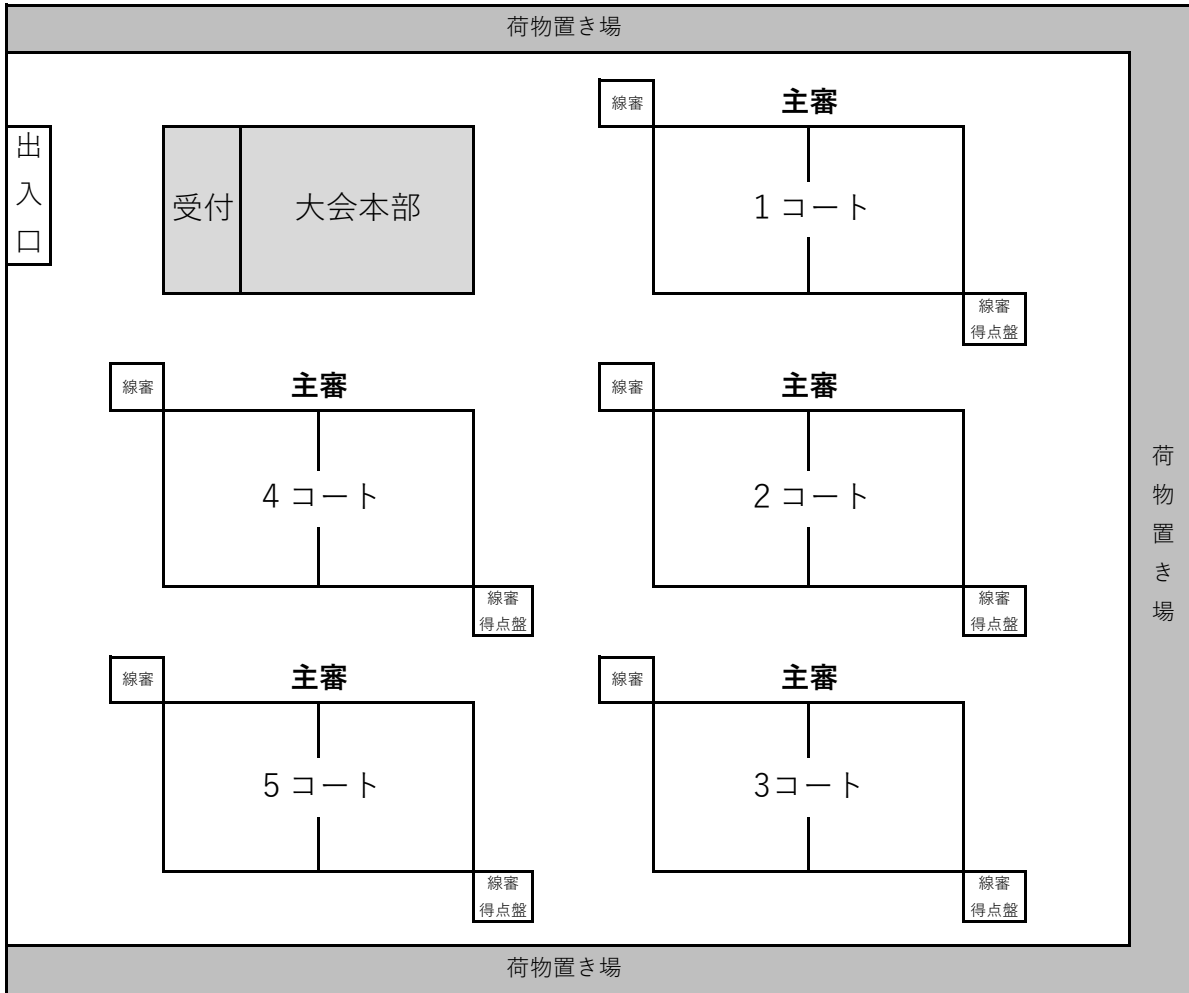 荷物置き場
線審
主審
出入口
受付
大会本部
1コート
線審
得点盤
線審
主審
線審
主審
4コート
2コート
荷物置き場
線審
得点盤
線審
得点盤
線審
主審
線審
主審
5コート
3コート
線審
得点盤
線審
得点盤
荷物置き場